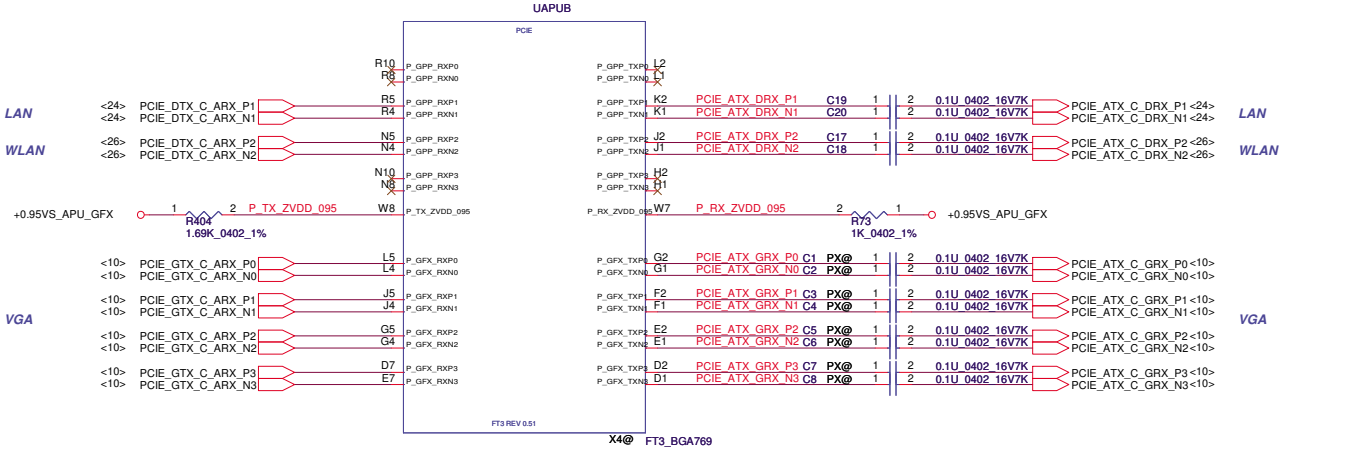 UAPUB
PCIE
R10 P_GPP_RXP0 P_GPP_TXP0 L2
R8 P_GPP_RXN0 P_GPP_TXN0 L1
LAN
<24> PCIE_DTX_C_ARX_P1 R5 P_GPP_RXP1 P_GPP_TXP1 K2 PCIE_ATX_DRX_P1 C19 1 2 0.1U_0402_16V7K PCIE_ATX_C_DRX_P1 <24>
<24> PCIE_DTX_C_ARX_N1 R4 P_GPP_RXN1 P_GPP_TXN1 K1 PCIE_ATX_DRX_N1 C20 1 2 0.1U_0402_16V7K PCIE_ATX_C_DRX_N1 <24>
LAN
WLAN
<26> PCIE_DTX_C_ARX_P2 N5 P_GPP_RXP2 P_GPP_TXP2 J2 PCIE_ATX_DRX_P2 C17 1 2 0.1U_0402_16V7K PCIE_ATX_C_DRX_P2 <26>
<26> PCIE_DTX_C_ARX_N2 N4 P_GPP_RXN2 P_GPP_TXN2 J1 PCIE_ATX_DRX_N2 C18 1 2 0.1U_0402_16V7K PCIE_ATX_C_DRX_N2 <26>
WLAN
N10 P_GPP_RXP3 P_GPP_TXP3 H2
N8 P_GPP_RXN3 P_GPP_TXN3 H1
+0.95VS_APU_GFX 1 2 P_TX_ZVDD_095 W8 P_TX_ZVDD_095 P_RX_ZVDD_095 W7 P_RX_ZVDD_095 2 1 +0.95VS_APU_GFX
R404 R73
1.69K_0402_1% 1K_0402_1%
<10> PCIE_GTX_C_ARX_P0 L5 P_GFX_RXP0 P_GFX_TXP0 G2 PCIE_ATX_GRX_P0 C1 PX@ 1 2 0.1U_0402_16V7K PCIE_ATX_C_GRX_P0 <10>
<10> PCIE_GTX_C_ARX_N0 L4 P_GFX_RXN0 P_GFX_TXN0 G1 PCIE_ATX_GRX_N0 C2 PX@ 1 2 0.1U_0402_16V7K PCIE_ATX_C_GRX_N0 <10>
<10> PCIE_GTX_C_ARX_P1 J5 P_GFX_RXP1 P_GFX_TXP1 F2 PCIE_ATX_GRX_P1 C3 PX@ 1 2 0.1U_0402_16V7K PCIE_ATX_C_GRX_P1 <10>
<10> PCIE_GTX_C_ARX_N1 J4 P_GFX_RXN1 P_GFX_TXN1 F1 PCIE_ATX_GRX_N1 C4 PX@ 1 2 0.1U_0402_16V7K PCIE_ATX_C_GRX_N1 <10>
VGA VGA
<10> PCIE_GTX_C_ARX_P2 G5 P_GFX_RXP2 P_GFX_TXP2 E2 PCIE_ATX_GRX_P2 C5 PX@ 1 2 0.1U_0402_16V7K PCIE_ATX_C_GRX_P2 <10>
<10> PCIE_GTX_C_ARX_N2 G4 P_GFX_RXN2 P_GFX_TXN2 E1 PCIE_ATX_GRX_N2 C6 PX@ 1 2 0.1U_0402_16V7K PCIE_ATX_C_GRX_N2 <10>
<10> PCIE_GTX_C_ARX_P3 D7 P_GFX_RXP3 P_GFX_TXP3 D2 PCIE_ATX_GRX_P3 C7 PX@ 1 2 0.1U_0402_16V7K PCIE_ATX_C_GRX_P3 <10>
<10> PCIE_GTX_C_ARX_N3 E7 P_GFX_RXN3 P_GFX_TXN3 D1 PCIE_ATX_GRX_N3 C8 PX@ 1 2 0.1U_0402_16V7K PCIE_ATX_C_GRX_N3 <10>
FT3 REV 0.51
X4@ FT3_BGA769